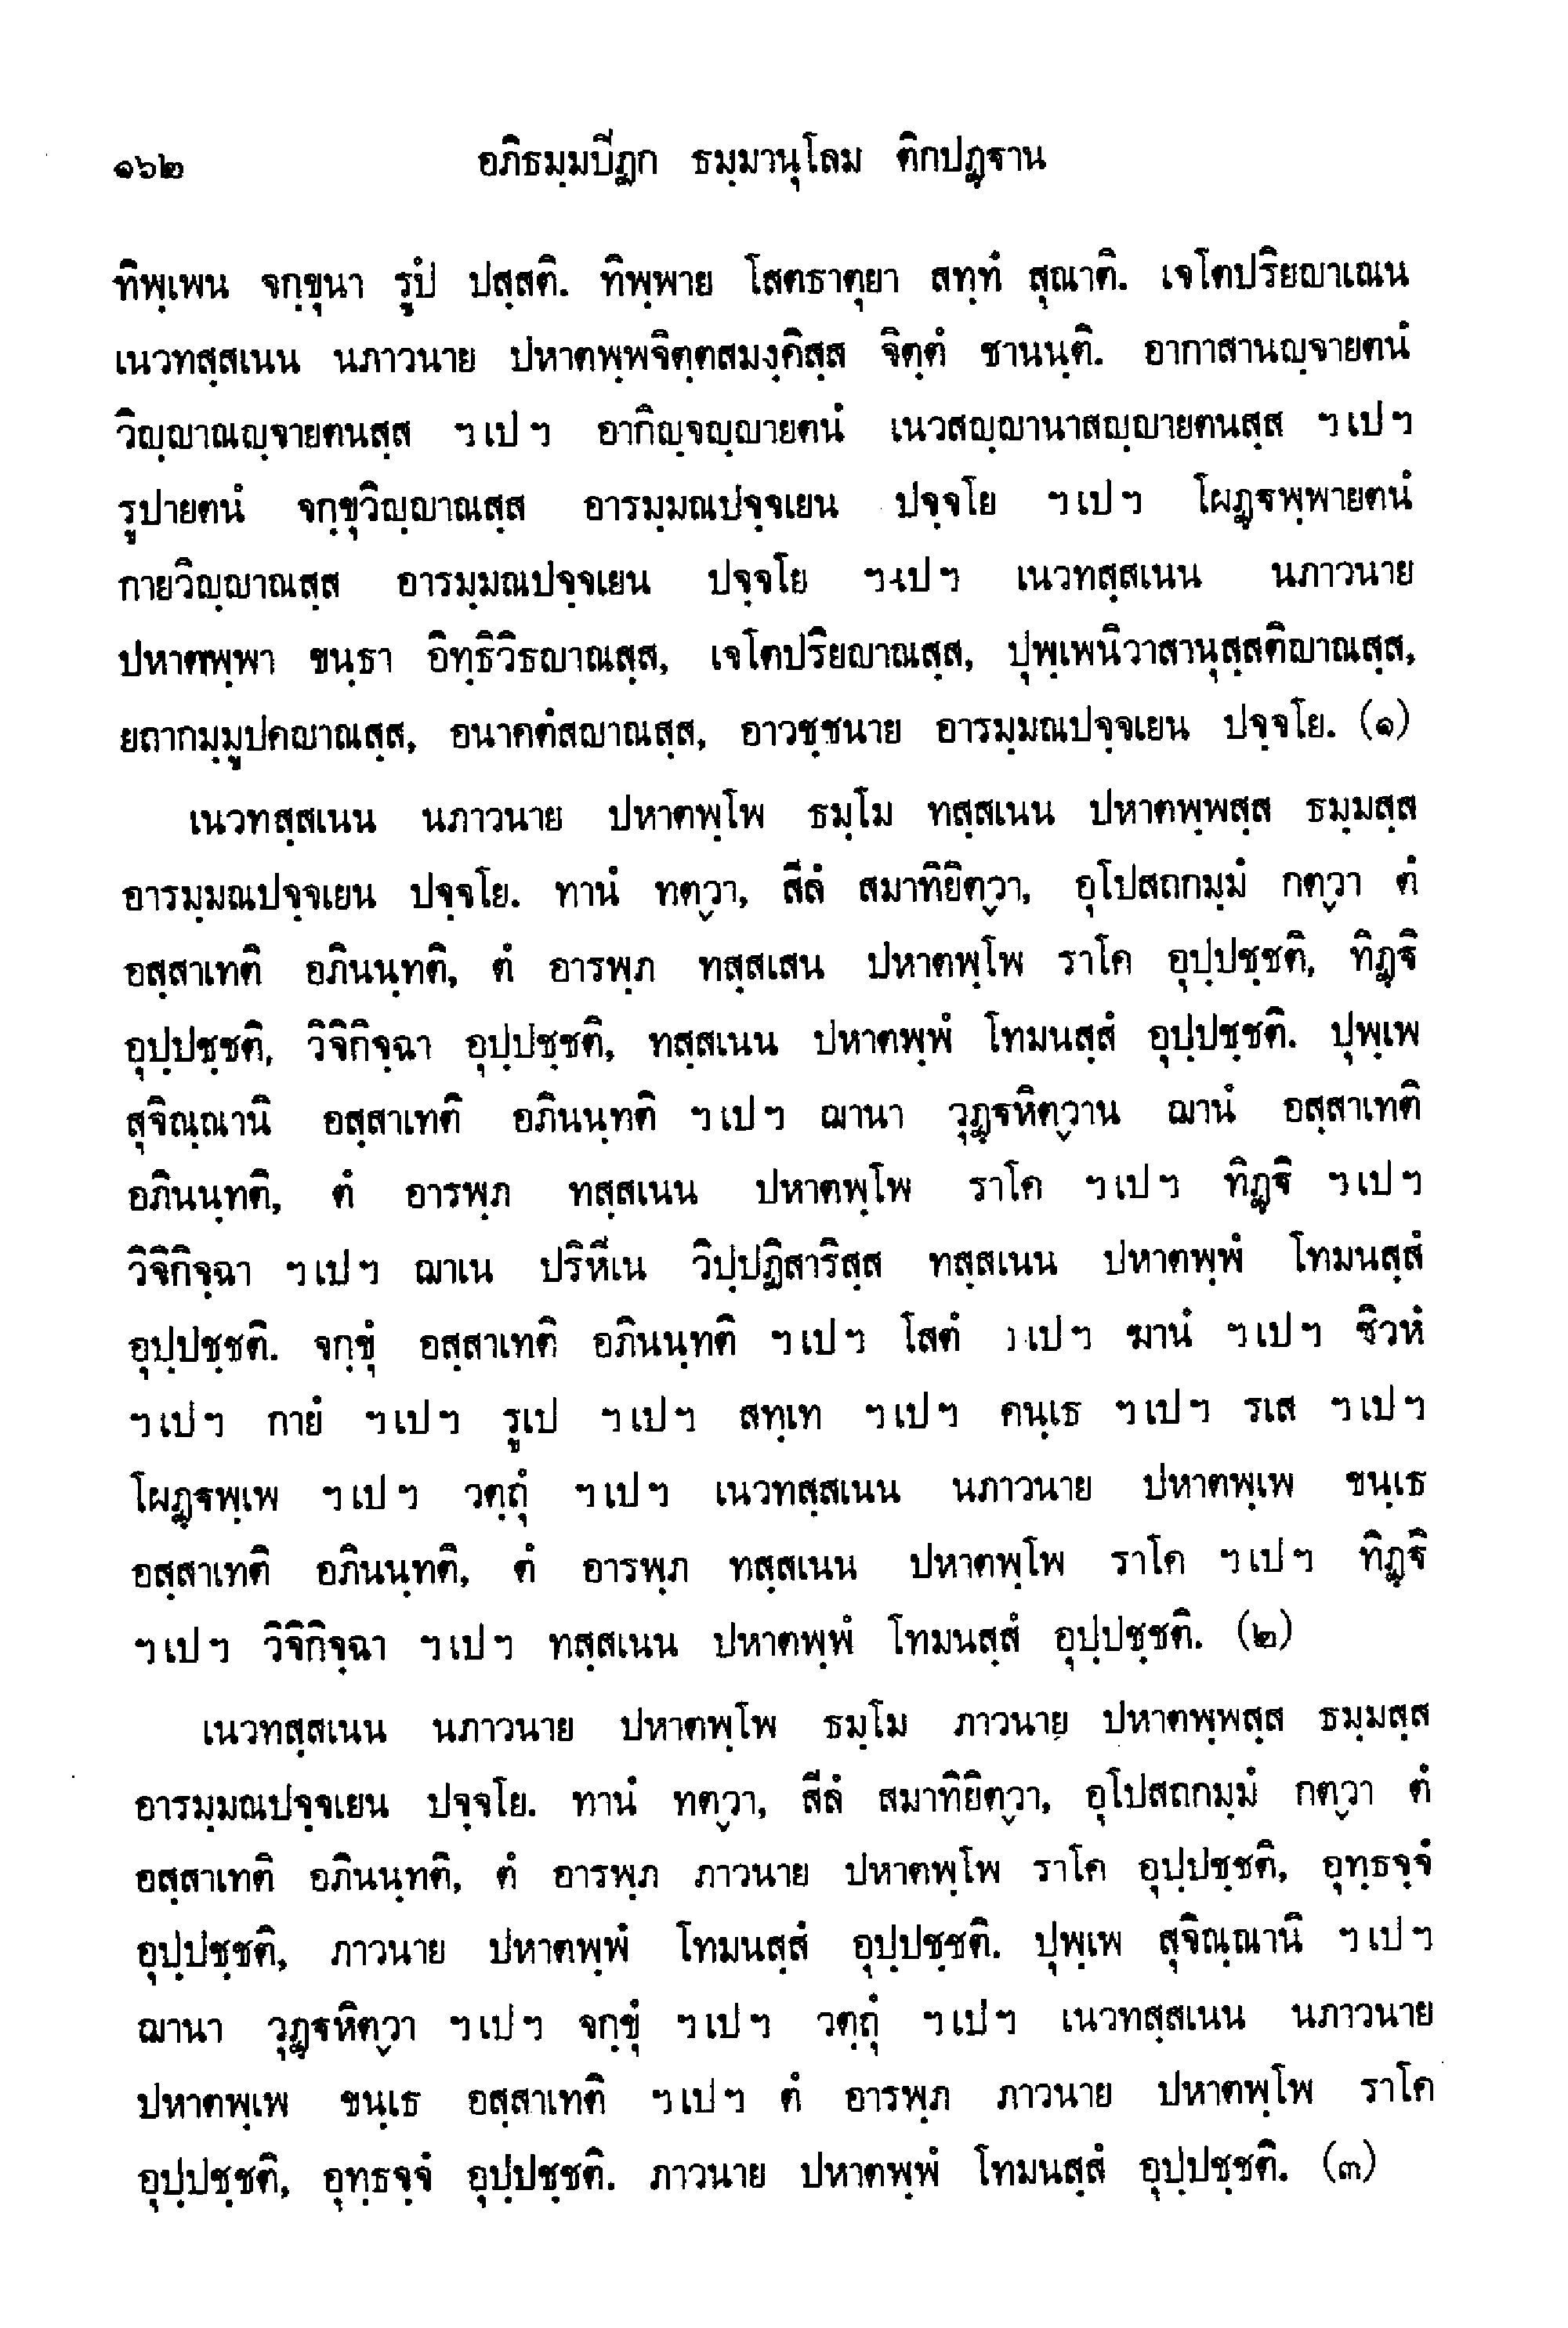 ๑๖๒ อภิธมฺมปีฏก ธมฺมานุโลม ติกปฏฺฐาน
ทิพฺเพน จกฺขุนา รูปํ ปสฺสติ. ทิพฺพาย โสตธาตุยา สทฺทํ สุณาติ. เจโตปริยญาเณน
เนวทสฺสเนน นภาวนาย ปหาตพฺพจิตฺตสมงฺคิสฺส จิตฺตํ ชานนฺติ. อากาสานญฺจายตนํ
วิญฺญาณญฺจายตนสฺส ฯ เป ฯ อากิญฺจญฺญายตนํ เนวสญฺญานาสญฺญายตนสฺส ฯ เป ฯ
รูปายตนํ จกฺขุวิญฺญาณสฺส อารมฺมณปจฺจเยน ปจฺจโย ฯ เป ฯ โผฏฺฐพฺพายตนํ
กายวิญฺญาณสฺส อารมฺมณปจฺจเยน ปจฺจโย ฯ เป ฯ เนวทสฺสเนน นภาวนาย
ปหาตพฺพา ขนฺธา อิทฺธิวิธญาณสฺส, เจโตปริยญาณสฺส, ปุพฺเพนิวาสานุสฺสติญาณสฺส,
ยถากมฺมูปคญาณสฺส, อนาคตํสญาณสฺส, อาวชฺชนาย อารมฺมณปจฺจเยน ปจฺจโย. (๑)
เนวทสฺสเนน นภาวนาย ปหาตพฺโพ ธมฺโม ทสฺสเนน ปหาตพฺพสฺส ธมฺมสฺส
อารมฺมณปจฺจเยน ปจฺจโย. ทานํ ทตฺวา, สีลํ สมาทิยิตฺวา, อุโปสถกมฺมํ กตฺวา ตํ
อสฺสาเทติ อภินนฺทติ, ตํ อารพฺภ ทสฺสเสน ปหาตพฺโพ ราโค อุปฺปชฺชติ, ทิฏฺฐิ
อุปฺปชฺชติ, วิจิกิจฺฉา อุปฺปชฺชติ, ทสฺสเนน ปหาตพฺพํ โทมนสฺสํ อุปฺปชฺชติ. ปุพฺเพ
สุจิณฺณานิ อสฺสาเทติ อภินนฺทติ ฯ เป ฯ ฌานา วุฏฺฐหิตฺวาน ฌานํ อสฺสาเทติ
อภินนฺทติ, ตํ อารพฺภ ทสฺสเนน ปหาตพฺโพ ราโค ฯ เป ฯ ทิฏฺฐิ ฯ เป ฯ
วิจิกิจฺฉา ฯ เป ฯ ฌาเน ปริหีเน วิปฺปฏิสาริสฺส ทสฺสเนน ปหาตพฺพํ โทมนสฺสํ
อุปฺปชฺชติ. จกฺขุํ อสฺสาเทติ อภินนฺทติ ฯ เป ฯ โสตํ ฯ เป ฯ ฆานํ ฯ เป ฯ ชิวหํ
ฯ เป ฯ กายํ ฯ เป ฯ รูเป ฯ เป ฯ สทฺเท ฯ เป ฯ คนฺเธ ฯ เป ฯ รเส ฯ เป ฯ
โผฏฺฐพฺเพ ฯ เป ฯ วตฺถุํ ฯ เป ฯ เนวทสฺสเนน นภาวนาย ปหาตพฺเพ ขนฺเธ
อสฺสาเทติ อภินนฺทติ, ตํ อารพฺภ ทสฺสเนน ปหาตพฺโพ ราโค ฯ เป ฯ ทิฏฺฐิ
ฯ เป ฯ วิจิกิจฺฉา ฯ เป ฯ ทสฺสเนน ปหาตพฺพํ โทมนสฺสํ อุปฺปชฺชติ. (๒)
เนวทสฺสเนน นภาวนาย ปหาตพฺโพ ธมฺโม ภาวนาย ปหาตพฺพสฺส ธมฺมสฺส
อารมฺมณปจฺจเยน ปจฺจโย. ทานํ ทตฺวา, สีลํ สมาทิยิตฺวา, อุโปสถกมฺมํ กตฺวา ตํ
อสฺสาเทติ อภินนฺทติ, ตํ อารพฺภ ภาวนาย ปหาตพฺโพ ราโค อุปฺปชฺชติ, อุทฺธจฺจํ
อุปฺปชฺชติ, ภาวนาย ปหาตพฺพํ โทมนสฺสํ อุปฺปชฺชติ. ปุพฺเพ สุจิณฺณานิ ฯ เป ฯ
ฌานา วุฏฺฐหิตฺวา ฯ เป ฯ จกฺขุํ ฯ เป ฯ วตฺถุํ ฯ เป ฯ เนวทสฺสเนน นภาวนาย
ปหาตพฺเพ ขนฺเธ อสฺสาเทติ ฯ เป ฯ ตํ อารพฺภ ภาวนาย ปหาตพฺโพ ราโค
อุปฺปชฺชติ, อุทฺธจฺจํ อุปฺปชฺชติ. ภาวนาย ปหาตพฺพํ โทมนสฺสํ อุปฺปชฺชติ. (๓)